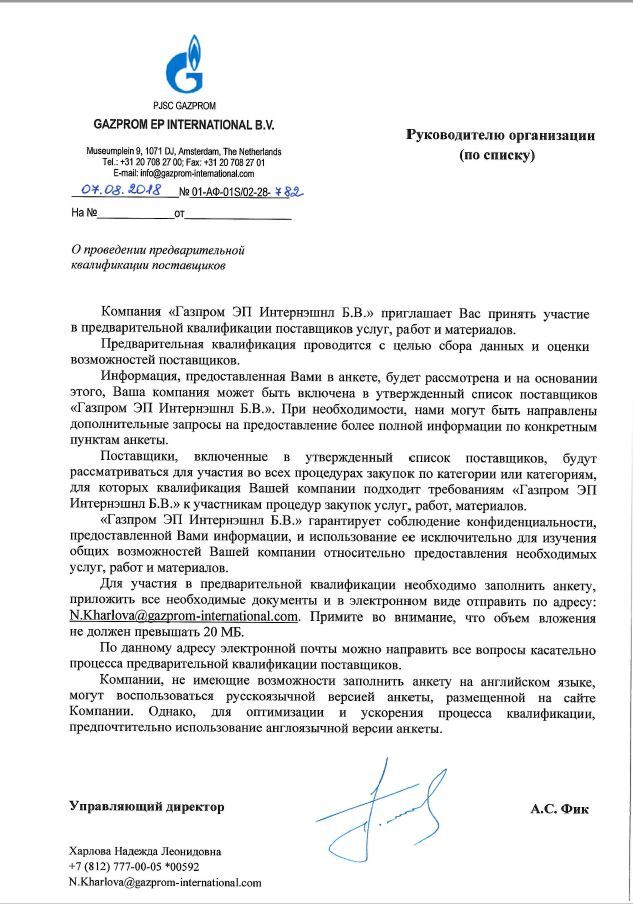 PJSC GAZPROM
GAZPROM EP INTERNATIONAL B.V.
Museumplein 9, 1071 DJ, Amsterdam, The Netherlands
Tel.: +31 20 708 27 00; Fax: +31 20 708 27 01
E-mail: info@gazprom-international.com
07.08.2018 № 01-АФ-01S/02-28-782
На №____________от__________________
Руководителю организации
(по списку)
О проведении предварительной
квалификации поставщиков
Компания «Газпром ЭП Интернэшнл Б.В.» приглашает Вас принять участие
в предварительной квалификации поставщиков услуг, работ и материалов.
Предварительная квалификация проводится с целью сбора данных и оценки
возможностей поставщиков.
Информация, предоставленная Вами в анкете, будет рассмотрена и на основании
этого, Ваша компания может быть включена в утвержденный список поставщиков
«Газпром ЭП Интернэшнл Б.В.». При необходимости, нами могут быть направлены
дополнительные запросы на предоставление более полной информации по конкретным
пунктам анкеты.
Поставщики, включенные в утвержденный список поставщиков, будут
рассматриваться для участия во всех процедурах закупок по категории или категориям,
для которых квалификация Вашей компании подходит требованиям «Газпром ЭП
Интернэшнл Б.В.» к участникам процедур закупок услуг, работ, материалов.
«Газпром ЭП Интернэшнл Б.В.» гарантирует соблюдение конфиденциальности,
предоставленной Вами информации, и использование ее исключительно для изучения
общих возможностей Вашей компании относительно предоставления необходимых
услуг, работ и материалов.
Для участия в предварительной квалификации необходимо заполнить анкету,
приложить все необходимые документы и в электронном виде отправить по адресу:
N.Kharlova@gazprom-international.com. Примите во внимание, что объем вложения
не должен превышать 20 МБ.
По данному адресу электронной почты можно направить все вопросы касательно
процесса предварительной квалификации поставщиков.
Компании, не имеющие возможности заполнить анкету на английском языке,
могут воспользоваться русскоязычной версией анкеты, размещенной на сайте
Компании. Однако, для оптимизации и ускорения процесса квалификации,
предпочтительно использование англоязычной версии анкеты.
Управляющий директор
А.С. Фик
Харлова Надежда Леонидовна
+7 (812) 777-00-05 *00592
N.Kharlova@gazprom-international.com